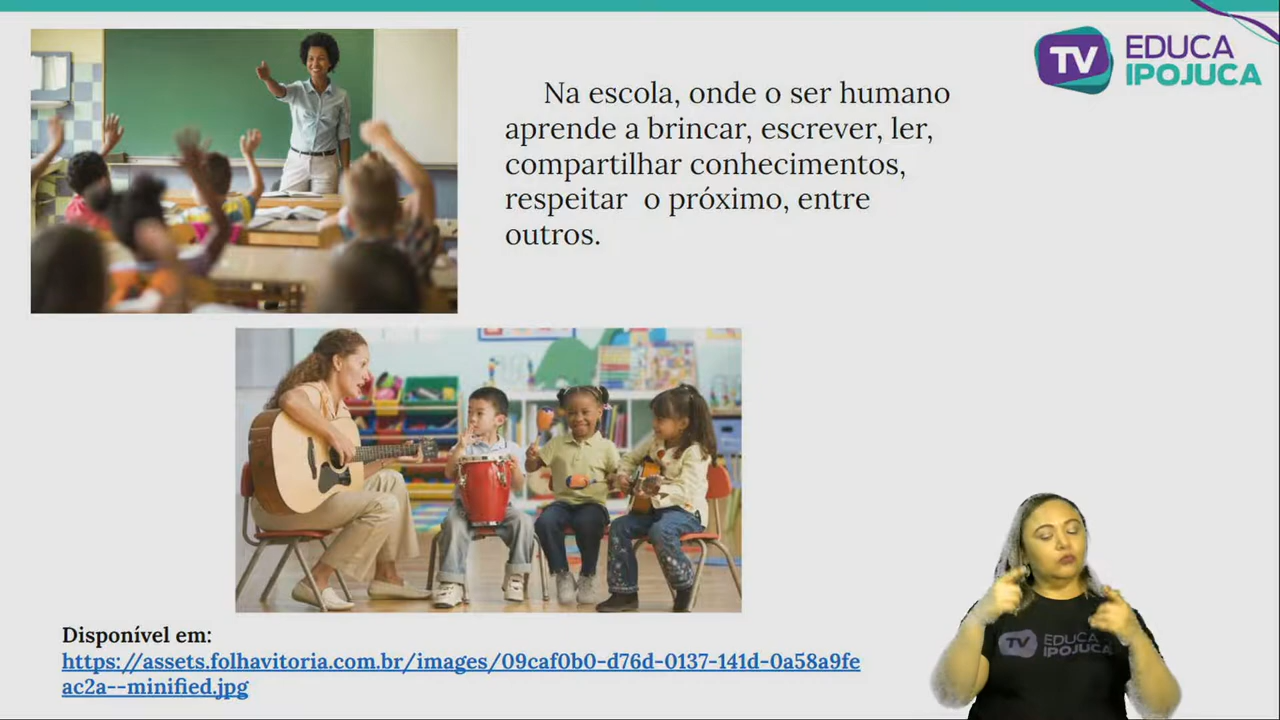 TV EDUCA
IPOJUCA
Na escola, onde o ser humano
aprende a brincar, escrever, ler,
compartilhar conhecimentos,
respeitar o próximo, entre
outros.
Disponível em:
https://assets.folhavitoria.com.br/images/09caf0b0-d76d-0137-141d-0a58a9fe
ac2a--minified.jpg
TV EDUCA
IPOJUCA